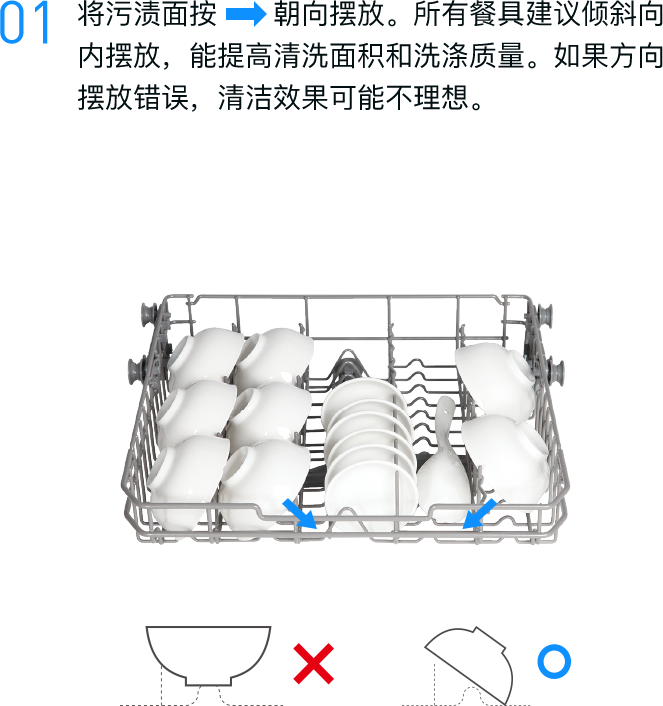 01
将污渍面按 朝向摆放。所有餐具建议倾斜向
内摆放，能提高清洗面积和洗涤质量。如果方向
摆放错误，清洁效果可能不理想。